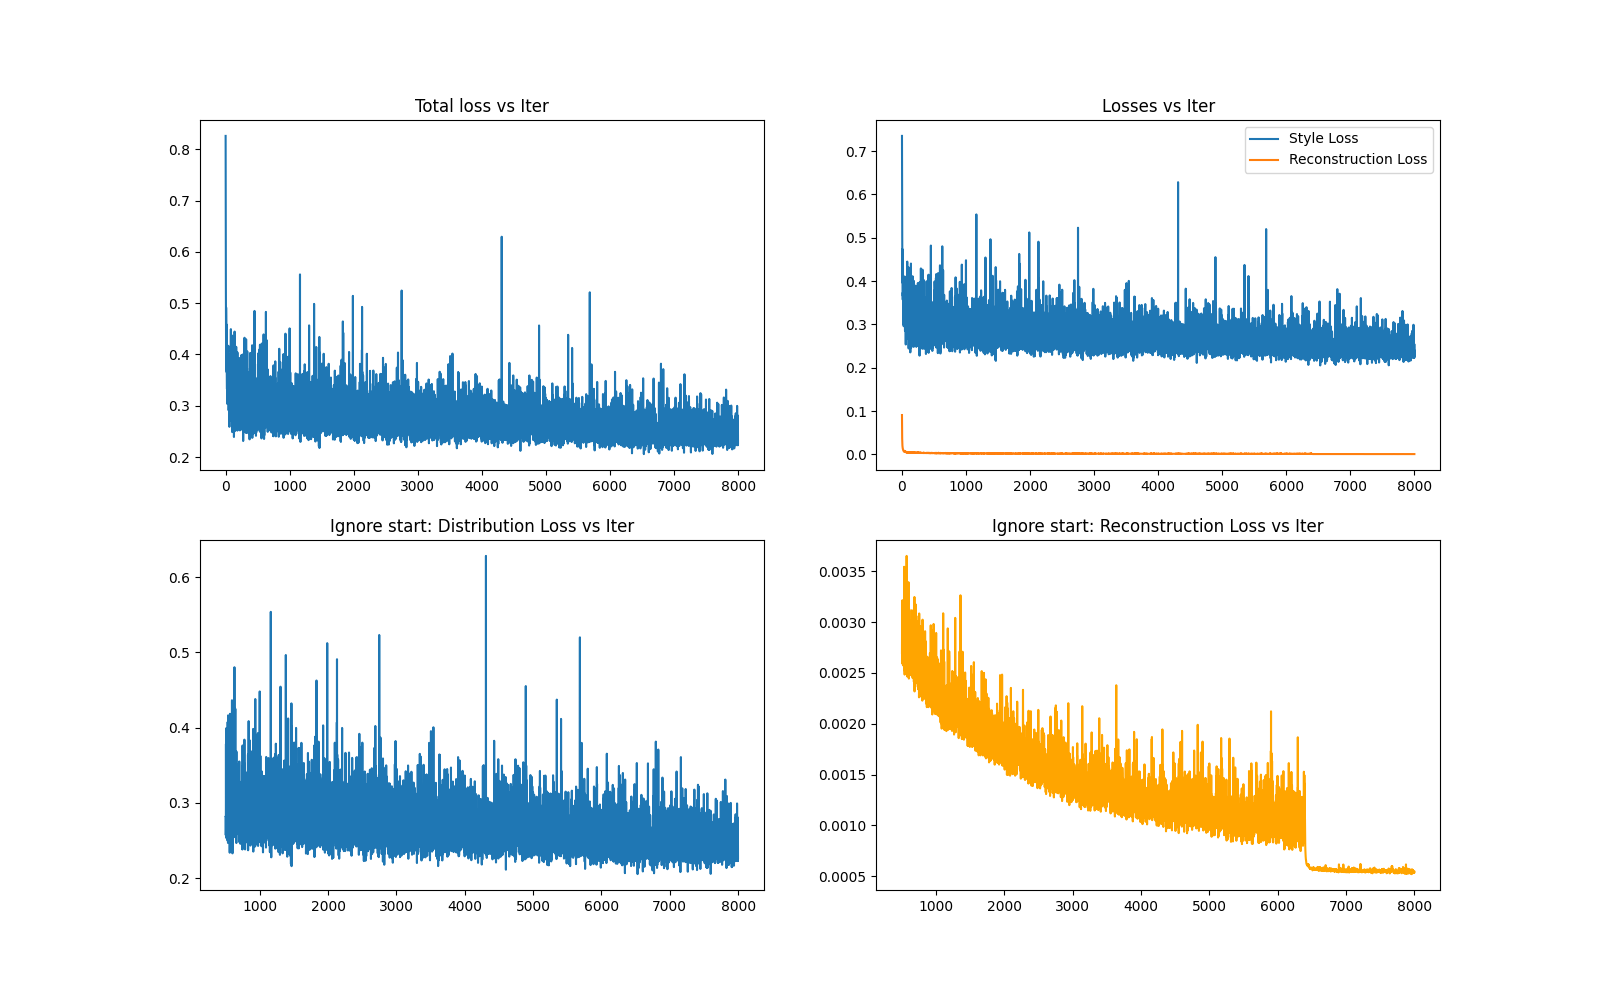 Total loss vs Iter
0.8
0.7
0.6
0.5
0.4
0.3
0.2
0 1000 2000 3000 4000 5000 6000 7000 8000
Losses vs Iter
Style Loss
Reconstruction Loss
0.7
0.6
0.5
0.4
0.3
0.2
0.1
0.0
0 1000 2000 3000 4000 5000 6000 7000 8000
Ignore start: Distribution Loss vs Iter
0.6
0.5
0.4
0.3
0.2
1000 2000 3000 4000 5000 6000 7000 8000
Ignore start: Reconstruction Loss vs Iter
0.0035
0.0030
0.0025
0.0020
0.0015
0.0010
0.0005
1000 2000 3000 4000 5000 6000 7000 8000